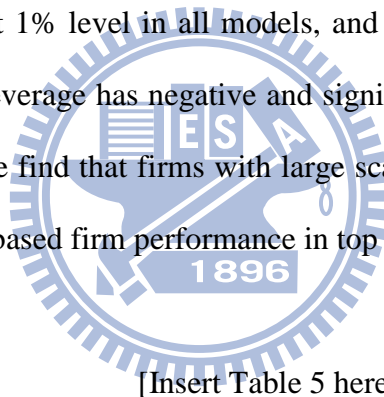 t 1% level in all models, and
everage has negative and signi
e find that firms with large sca
based firm performance in top
[Insert Table 5 here
E S A
1896